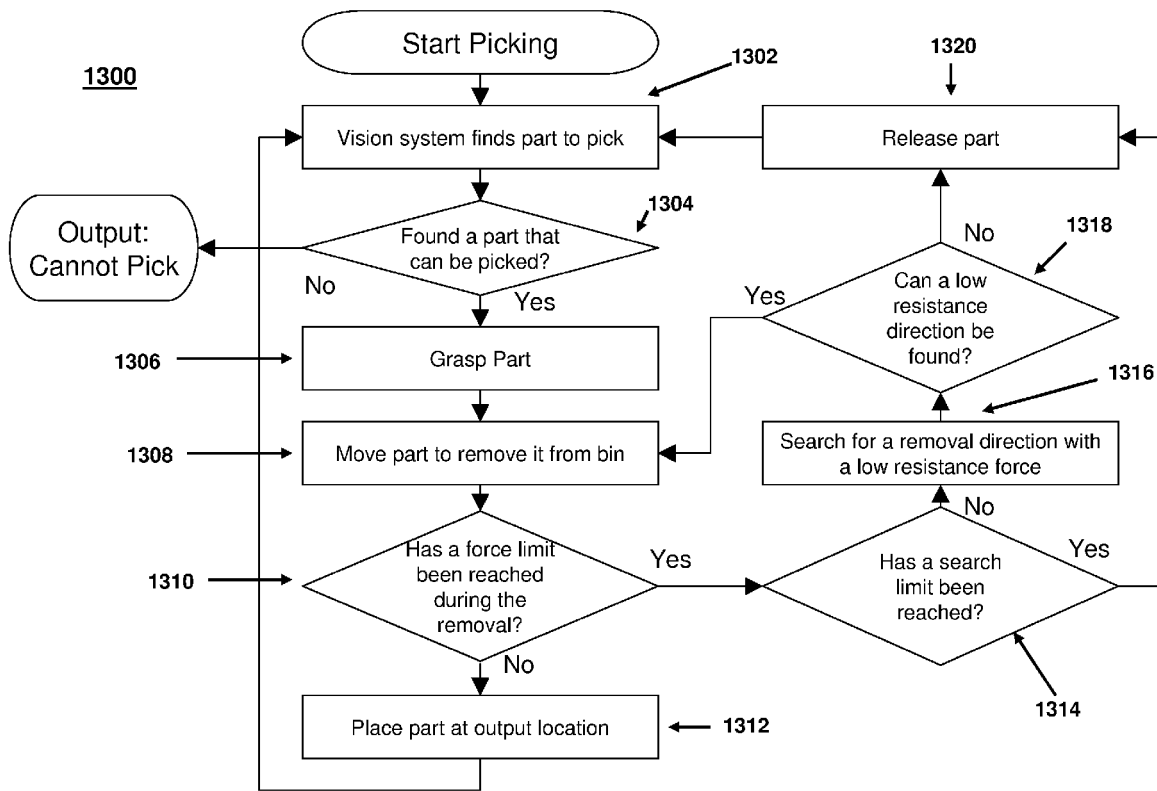 Start Picking
1300
1302
Vision system finds part to pick
1304
Found a part that
can be picked?
No
Yes
Output:
Cannot Pick
1306
Grasp Part
1308
Move part to remove it from bin
1310
Has a force limit
been reached
during the
removal?
Yes
No
Place part at output location
1312
1320
Release part
No
1318
Yes
Can a low
resistance
direction be
found?
1316
Search for a removal direction with
a low resistance force
No
Yes
Has a search
limit been
reached?
1314